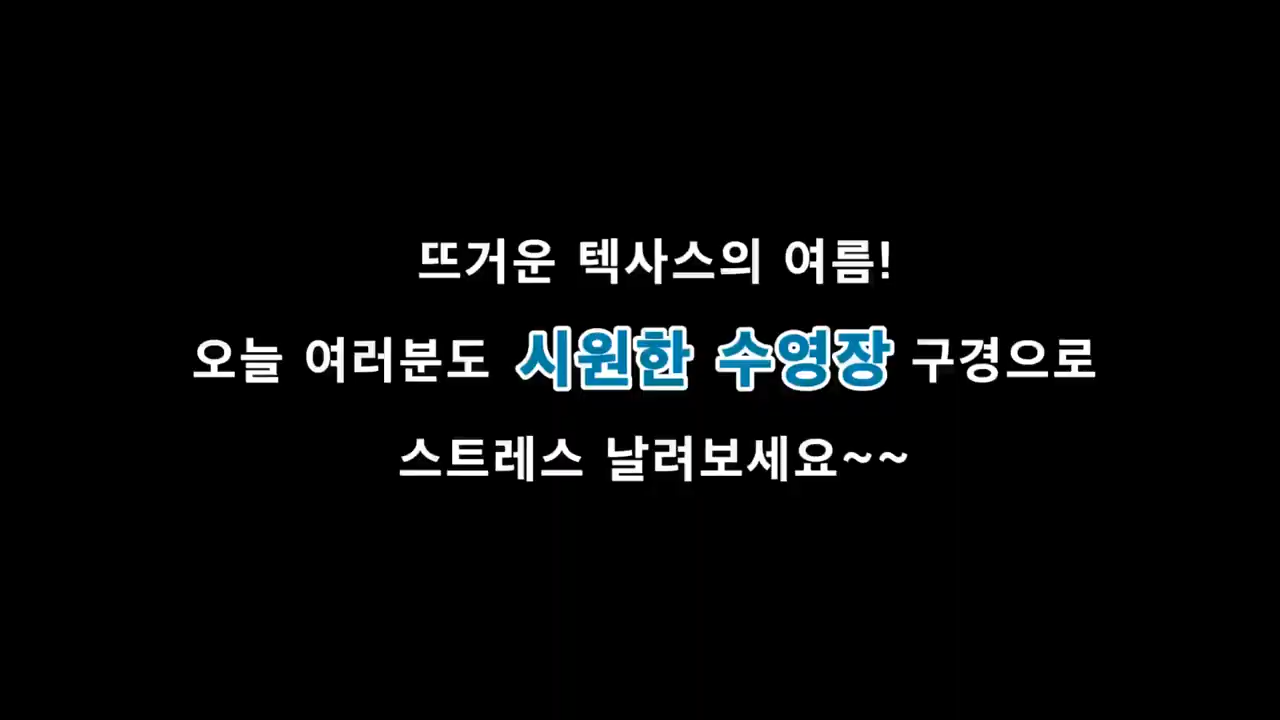 뜨거운 텍사스의 여름!
오늘 여러분도 시원한 수영장 구경으로
스트레스 날려보세요~~